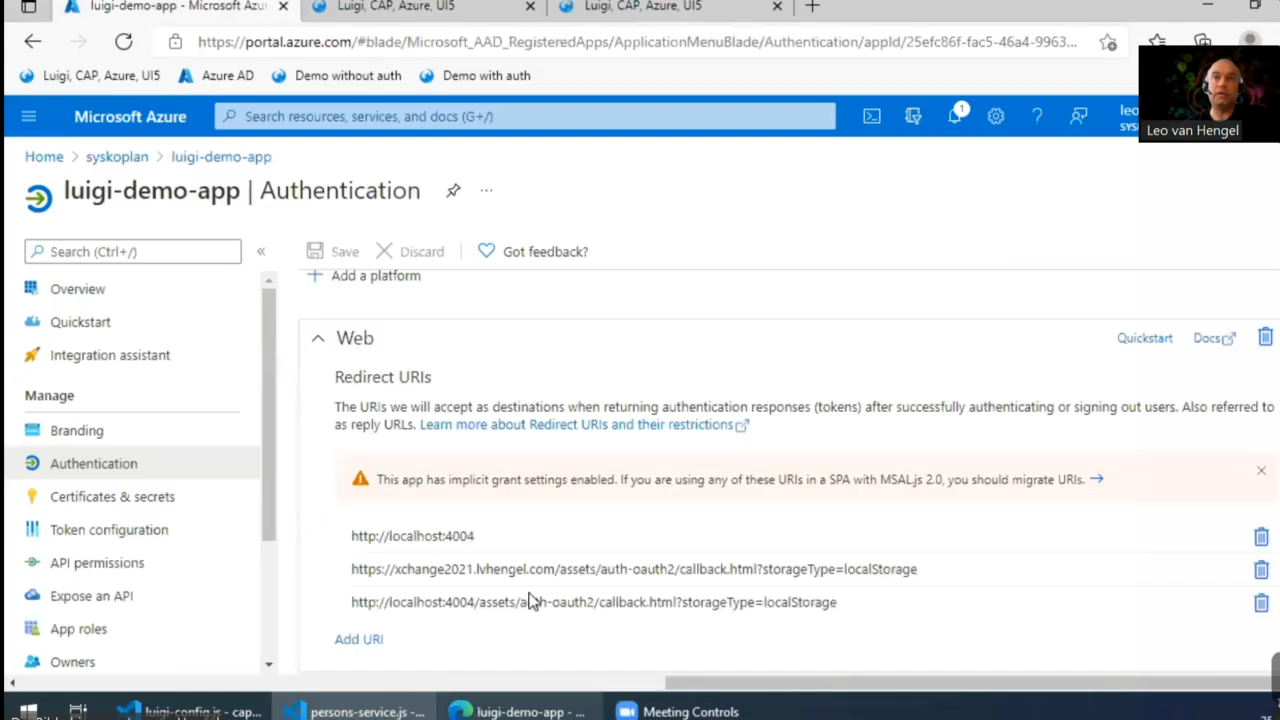 luigi-demo-app - Microsoft Azu
Luigi, CAP, Azure, UI5
Luigi, CAP, Azure, UI5
https://portal.azure.com/#blade/Microsoft_AAD_RegisteredApps/ApplicationMenuBlade/Authentication/appId/25efc86f-fac5-46a4-9963...
Luigi, CAP, Azure, UI5
Azure AD
Demo without auth
Demo with auth
Microsoft Azure
Search resources, services, and docs (G+/)
1
leo
sys
Leo van Hengel
Home > syskoplan > luigi-demo-app
luigi-demo-app | Authentication
Search (Ctrl+/)
Save
Discard
Got feedback?
Add a platform
Overview
Quickstart
Integration assistant
Manage
Branding
Authentication
Certificates & secrets
Token configuration
API permissions
Expose an API
App roles
Owners
Web
Quickstart
Docs
Redirect URIs
The URIs we will accept as destinations when returning authentication responses (tokens) after successfully authenticating or signing out users. Also referred to
as reply URLs. Learn more about Redirect URIs and their restrictions
This app has implicit grant settings enabled. If you are using any of these URIs in a SPA with MSAL.js 2.0, you should migrate URIs.
http://localhost:4004
https://xchange2021.lvhengel.com/assets/auth-oauth2/callback.html?storageType=localStorage
http://localhost:4004/assets/auth-oauth2/callback.html?storageType=localStorage
Add URI
luigi-config.js - cap...
persons-service.js - ...
luigi-demo-app - ...
Meeting Controls